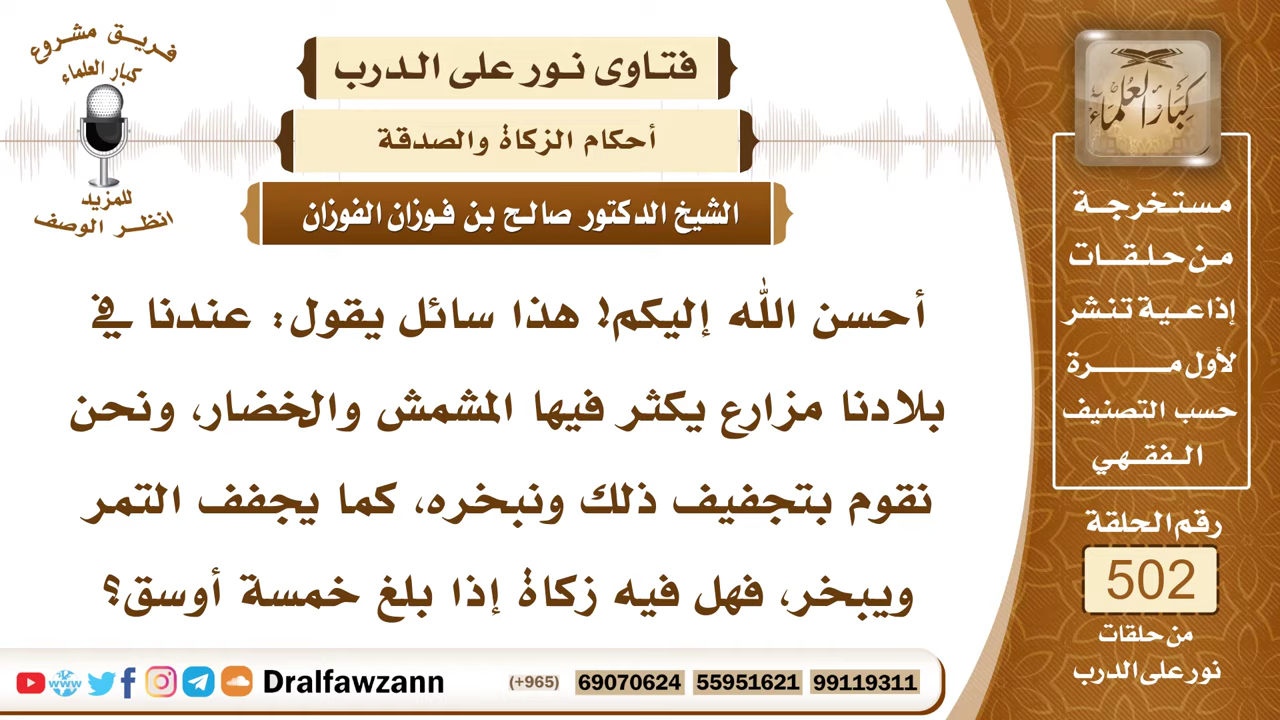 فريق مشروع
كبار العلماء
للمزيد
انظر الوصف
فتاوى نور على الدرب
أحكام الزكاة والصدقة
الشيخ الدكتور صالح بن فوزان الفوزان
أحسن الله إليكم! هذا سائل يقول: عندنا في
بلادنا مزارع يكثر فيها المشمش والخضار، ونحن
نقوم بتجفيف ذلك ونبخره، كما يجفف التمر
ويبخر، فهل فيه زكاة إذا بلغ خمسة أوسق؟
كبار العلماء
مستخرجة
من حلقات
إذاعية تنشر
لأول مرة
حسب التصنيف
الفقهي
رقم الحلقة
502
من حلقات
نور على الدرب
www
Dralfawzann
(+965) 69070624 55951621 99119311